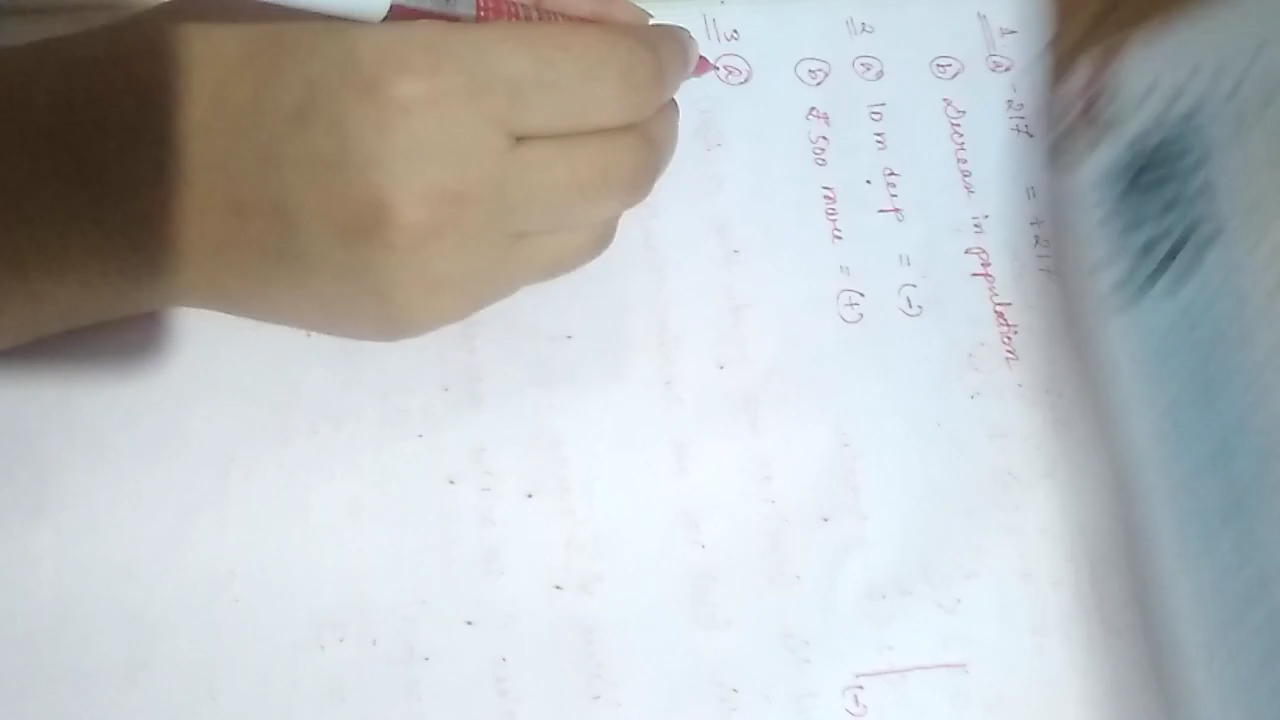 1 (a) -217 = +217
(b) Decrease in population
2 (a) 10 m deep = (-)
(b) ₹ 500 more = (+)
(-)
3 (a)